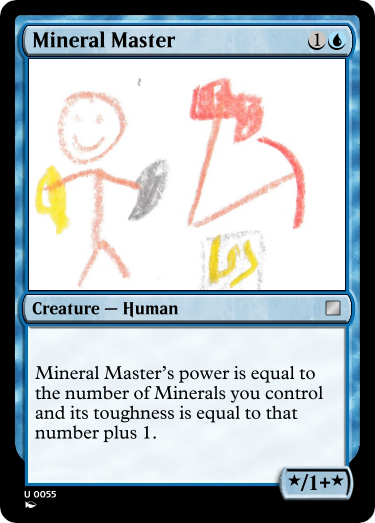 Mineral Master 1
Creature — Human
Mineral Master's power is equal to
the number of Minerals you control
and its toughness is equal to that
number plus 1.
★/1+★
U 0055